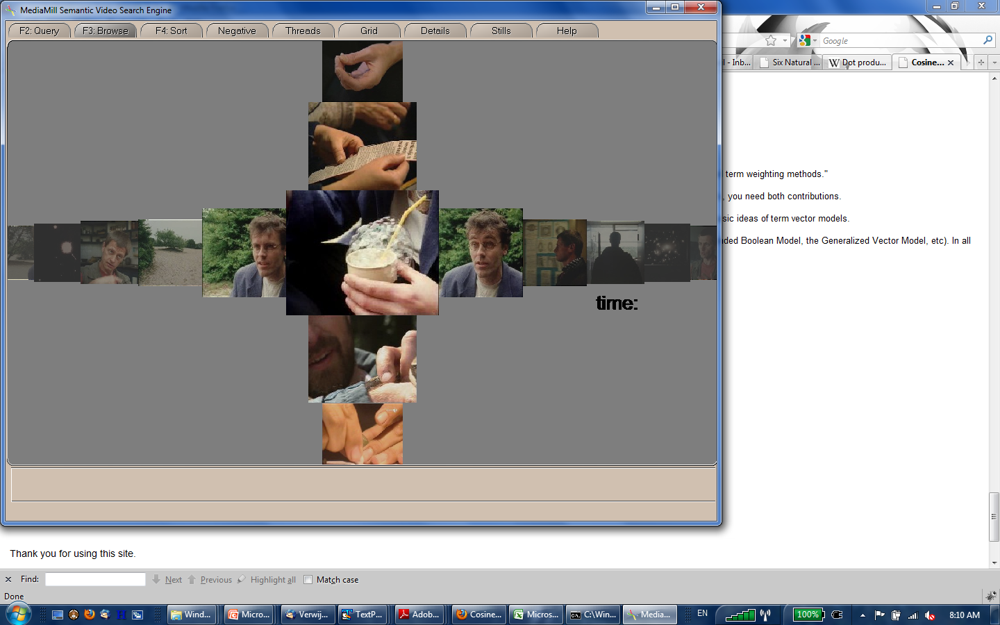 MediaMill Semantic Video Search Engine
F2: Query
F3: Browse
F4: Sort
Negative
Threads
Grid
Details
Stills
Help
time:
Google
l - Inb...
Six Natural ...
W Dot produ...
Cosine...
term weighting methods."
, you need both contributions.
sic ideas of term vector models.
ded Boolean Model, the Generalized Vector Model, etc). In all
Thank you for using this site.
Find:
Next
Previous
Highlight all
Match case
Done
Wind...
Micro...
Verwij...
TextP...
Adob...
Cosine...
Micros...
C:\Win...
Media...
EN
100%
8:10 AM